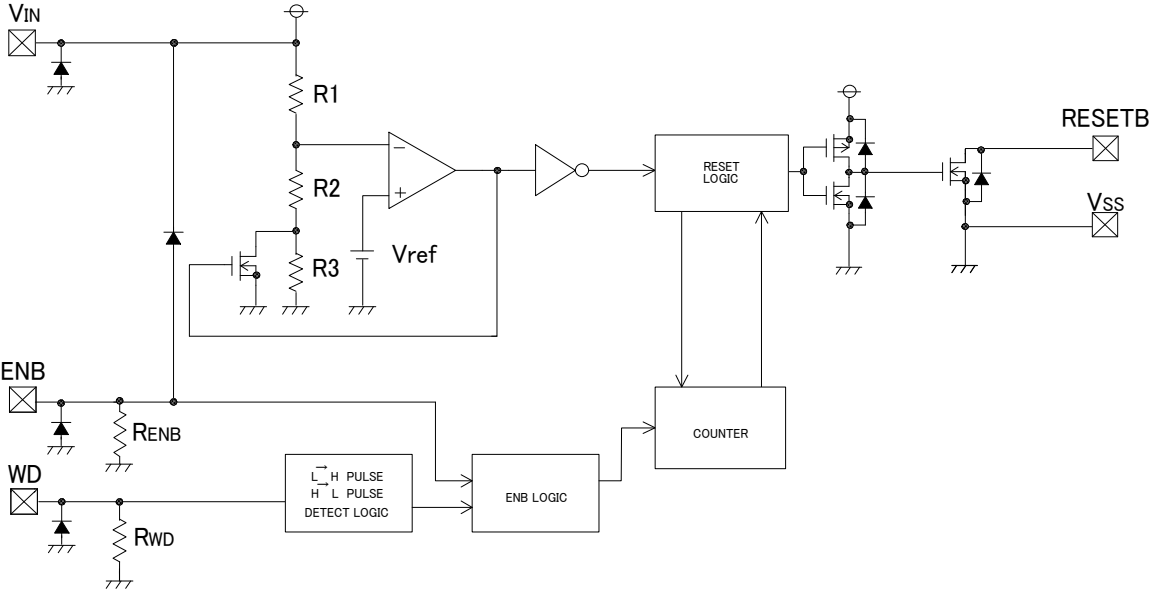 VIN
R1
RESETB
−
RESET
LOGIC
R2
+
VSS
Vref
R3
ENB
RENB
COUNTER
WD
L → H PULSE
H → L PULSE
DETECT LOGIC
ENB LOGIC
RWD